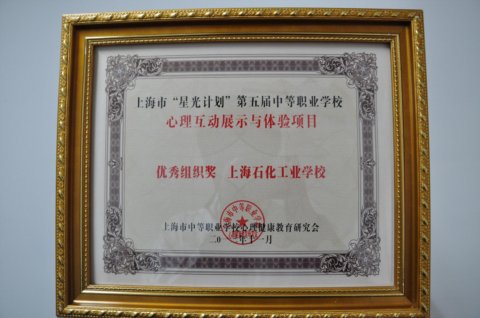 上海市“星光计划”第五届中等职业学校
心理互动展示与体验项目
优秀组织奖 上海石化工业学校
上海市中等职业学校心理健康教育研究会